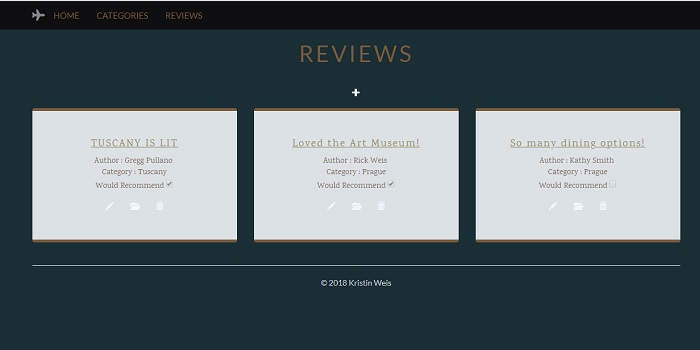 HOME CATEGORIES REVIEWS
REVIEWS
+
TUSCANY IS LIT
Author : Gregg Pullano
Category : Tuscany
Would Recommend
Loved the Art Museum!
Author : Rick Weis
Category : Prague
Would Recommend
So many dining options!
Author : Kathy Smith
Category : Prague
Would Recommend
© 2018 Kristin Weis